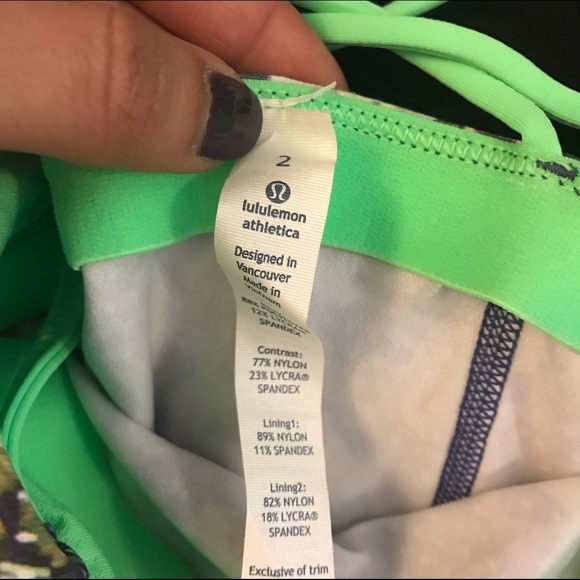 2
lululemon
athletica
Designed in
Vancouver
Made in
Vietnam
12% LYCRA®
SPANDEX
Contrast:
77% NYLON
23% LYCRA®
SPANDEX
Lining1:
89% NYLON
11% SPANDEX
Lining2:
82% NYLON
18% LYCRA®
SPANDEX
Exclusive of trim